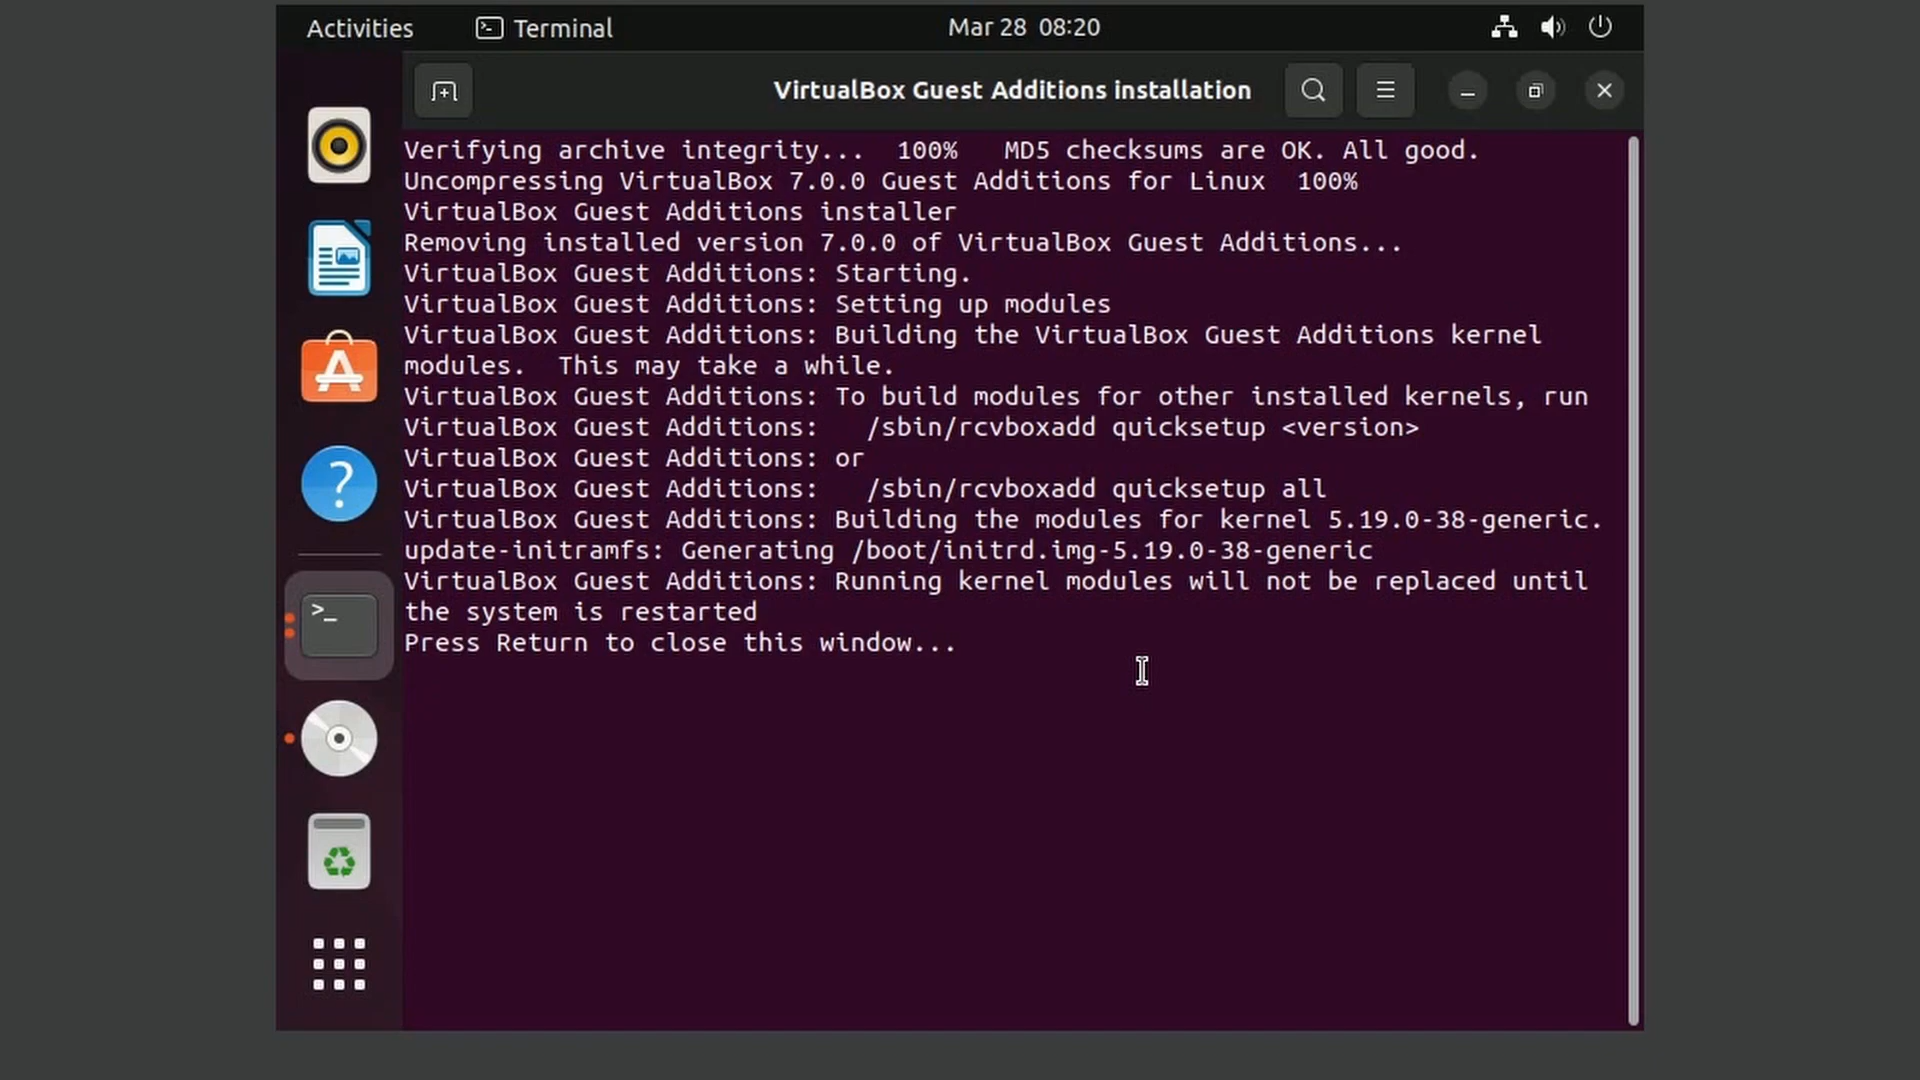 Activities
Terminal
Mar 28 08:20
VirtualBox Guest Additions installation
Verifying archive integrity...  100%   MD5 checksums are OK. All good.
Uncompressing VirtualBox 7.0.0 Guest Additions for Linux  100%
VirtualBox Guest Additions installer
Removing installed version 7.0.0 of VirtualBox Guest Additions...
VirtualBox Guest Additions: Starting.
VirtualBox Guest Additions: Setting up modules
VirtualBox Guest Additions: Building the VirtualBox Guest Additions kernel
modules.  This may take a while.
VirtualBox Guest Additions: To build modules for other installed kernels, run
VirtualBox Guest Additions:   /sbin/rcvboxadd quicksetup <version>
VirtualBox Guest Additions: or
VirtualBox Guest Additions:   /sbin/rcvboxadd quicksetup all
VirtualBox Guest Additions: Building the modules for kernel 5.19.0-38-generic.
update-initramfs: Generating /boot/initrd.img-5.19.0-38-generic
VirtualBox Guest Additions: Running kernel modules will not be replaced until
the system is restarted
Press Return to close this window...